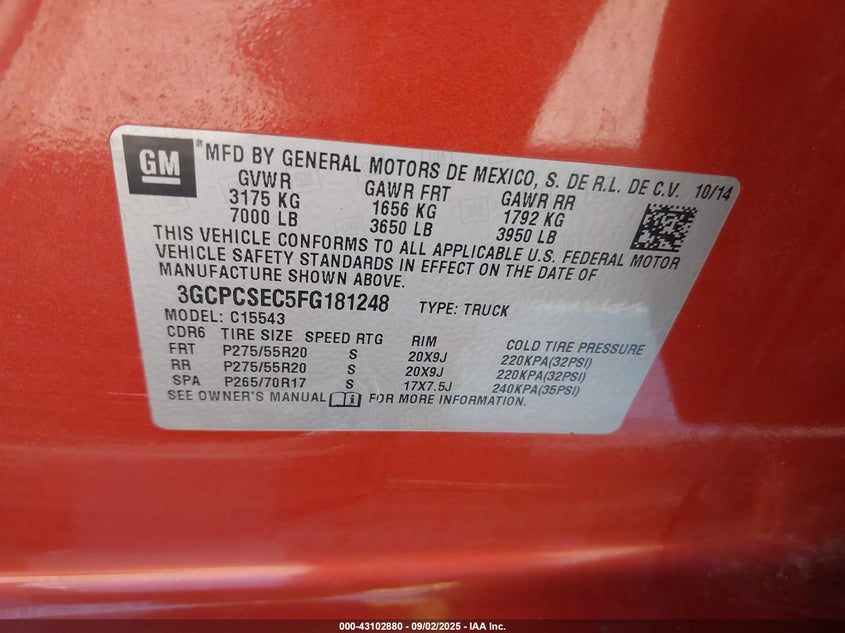 GM
® MFD BY GENERAL MOTORS DE MEXICO, S. DE R.L. DE C.V. 10/14
GVWR GAWR FRT GAWR RR
3175 KG 1656 KG 1792 KG
7000 LB 3650 LB 3950 LB
THIS VEHICLE CONFORMS TO ALL APPLICABLE U.S. FEDERAL MOTOR
VEHICLE SAFETY STANDARDS IN EFFECT ON THE DATE OF
MANUFACTURE SHOWN ABOVE.
3GCPCSEC5FG181248 TYPE: TRUCK
MODEL: C15543
CDR6 TIRE SIZE SPEED RTG RIM COLD TIRE PRESSURE
FRT P275/55R20 S 20X9J 220KPA(32PSI)
RR P275/55R20 S 20X9J 220KPA(32PSI)
SPA P265/70R17 S 17X7.5J 240KPA(35PSI)
SEE OWNER'S MANUAL FOR MORE INFORMATION.
000-43102880 - 09/02/2025 - IAA Inc.